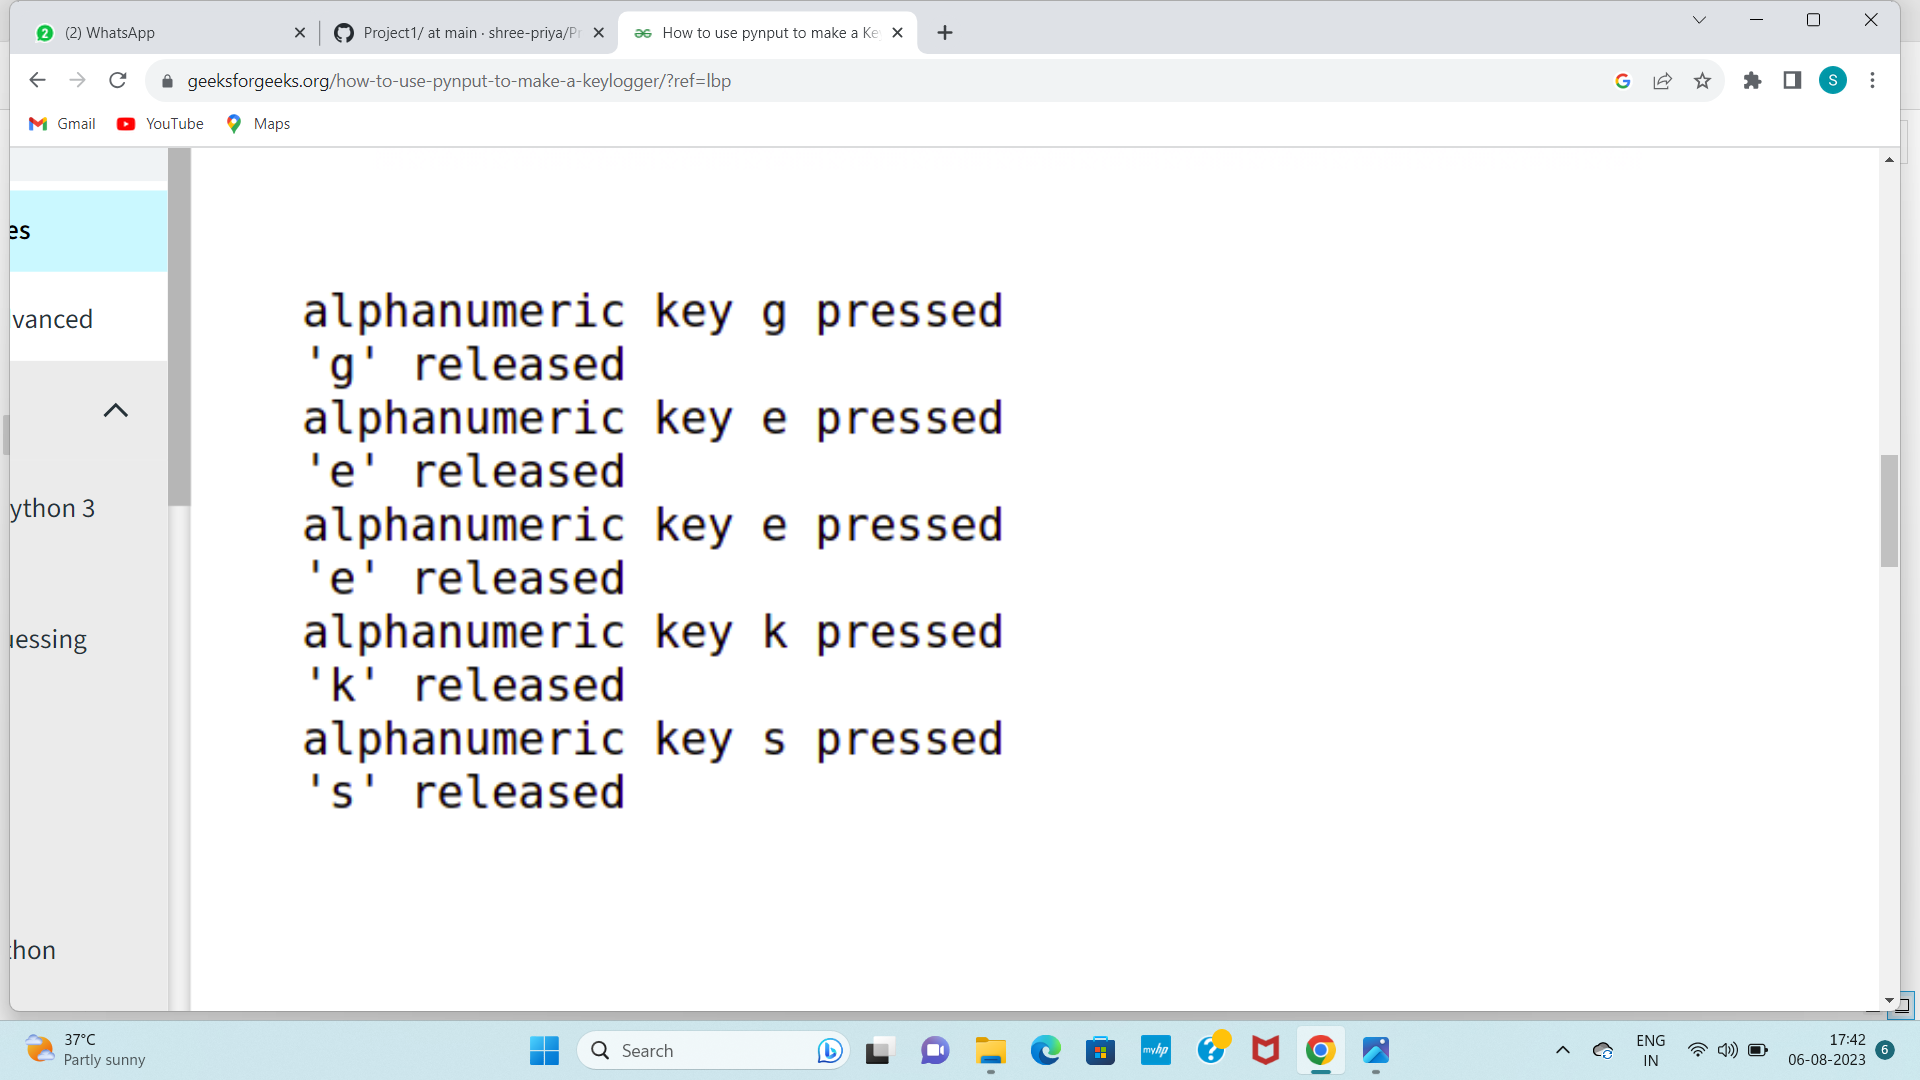 2 (2) WhatsApp
Project1/ at main · shree-priya/Pr
How to use pynput to make a Ke
geeksforgeeks.org/how-to-use-pynput-to-make-a-keylogger/?ref=lbp
S
Gmail YouTube Maps
es
vanced
ython 3
uessing
thon
alphanumeric key g pressed
'g' released
alphanumeric key e pressed
'e' released
alphanumeric key e pressed
'e' released
alphanumeric key k pressed
'k' released
alphanumeric key s pressed
's' released
37°C
Partly sunny
Search
myhp
ENG
IN
17:42
06-08-2023
6